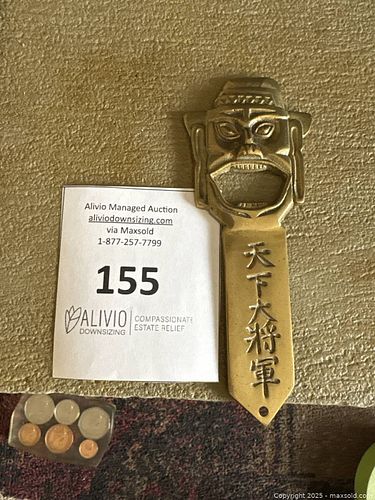 Alivio Managed Auction
aliviodownsizing.com
via Maxsold
1-877-257-7799
155
ALIVIO
DOWNSIZING
COMPASSIONATE
ESTATE RELIEF
天下大将軍
Copyright 2025 - maxsold.com